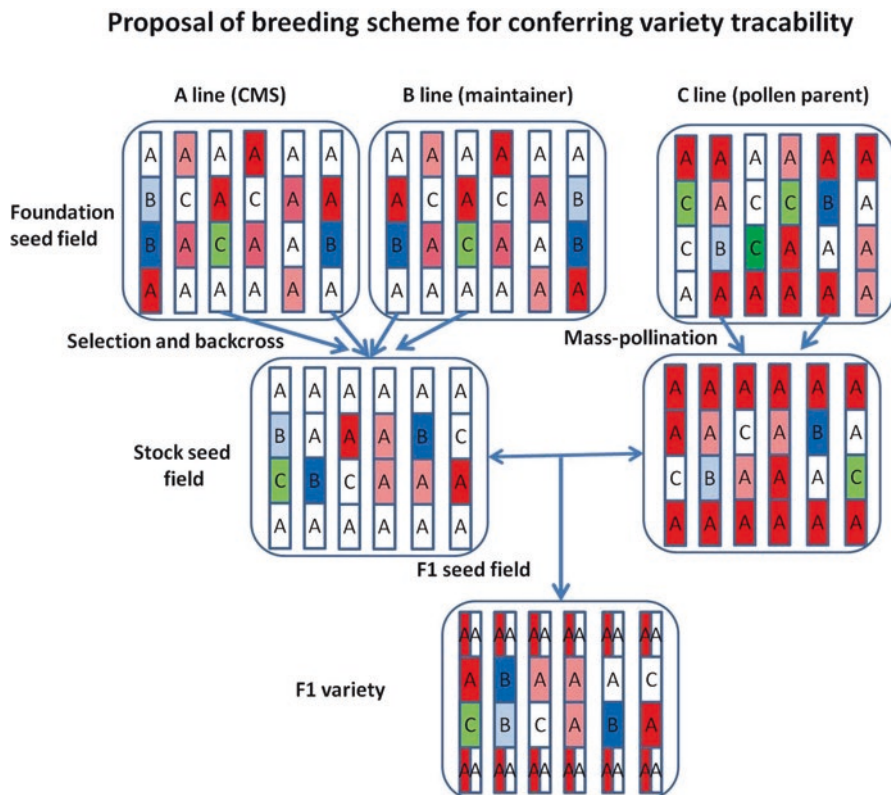 Proposal of breeding scheme for conferring variety tracability
A line (CMS)
B line (maintainer)
C line (pollen parent)
Foundation
seed field
A A A A A A
B C A C A A
B A C A A B
A A A A A A
A A A A A A
A C A C A B
B A C A A B
A A A A A A
A A A A A A
C A C C B A
C B C A A A
A A A A A A
Selection and backcross
Mass-pollination
Stock seed
field
A A A A A A
B A A A B C
C B C A A A
A A A A A A
A A A A A A
A A C A B A
C B A A A C
A A A A A A
F1 seed field
F1 variety
AA AA AA AA AA AA
A B A A A C
C B C A B A
AA AA AA AA AA AA